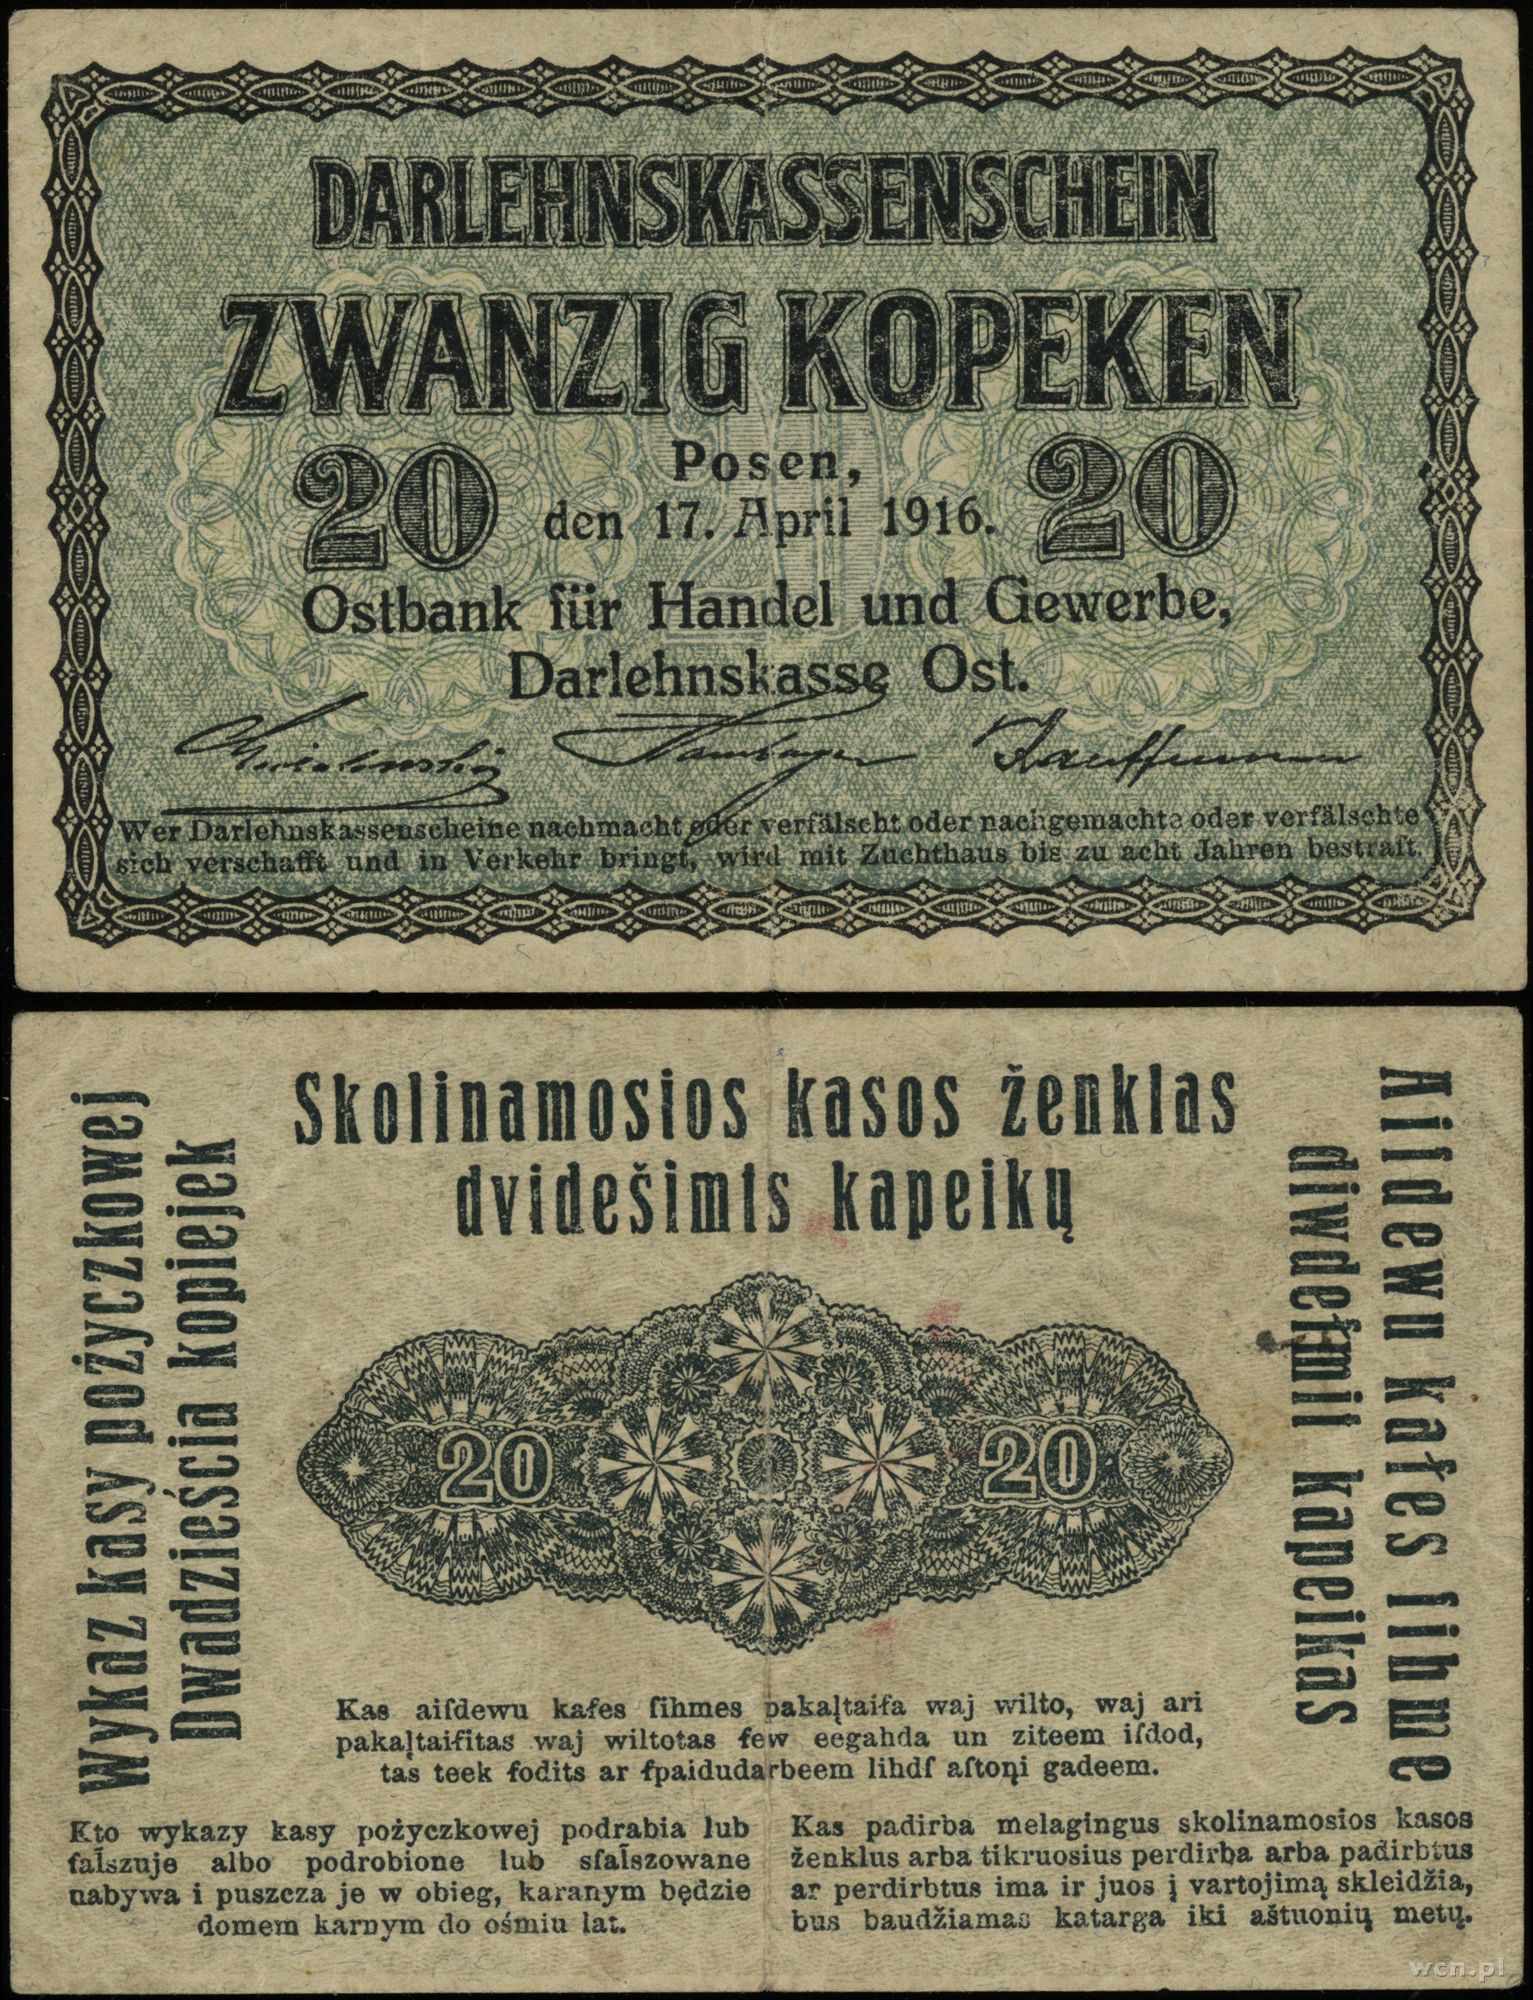 DARLEHNSKASSENSCHEIN
ZWANZIG KOPEKEN
20 Posen, 20
den 17. April 1916.
Ostbank für Handel und Gewerbe,
Darlehnskasse Ost.
Kauffmann
Wer Darlehnskassenscheine nachmacht oder verfälscht oder nachgemachte oder verfälschte
sich verschafft und in Verkehr bringt, wird mit Zuchthaus bis zu acht Jahren bestraft.
Skolinamosios kasos ženklas
dvidešimts kapeikų
Wykaz kasy pożyczkowej
Dwadzieścia kopiejek
Aiſdewu kaſes ſihme
diwdeſmit kapeikas
20 20
Kas aiſdewu kaſes ſihmes pakaļtaiſa waj wilto, waj ari
pakaļtaiſitas waj wiltotas ſew eegahda un ziteem iſdod,
tas teek ſodits ar ſpaidudarbeem lihdſ aſtoņi gadeem.
Kto wykazy kasy pożyczkowej podrabia lub
fałszuje albo podrobione lub sfałszowane
nabywa i puszcza je w obieg, karanym będzie
domem karnym do ośmiu lat.
Kas padirba melagingus skolinamosios kasos
ženklus arba tikruosius perdirba arba padirbtus
ar perdirbtus ima ir juos į vartojimą skleidžia,
bus baudžiamas katarga iki aštuonių metų.
wcn.pl